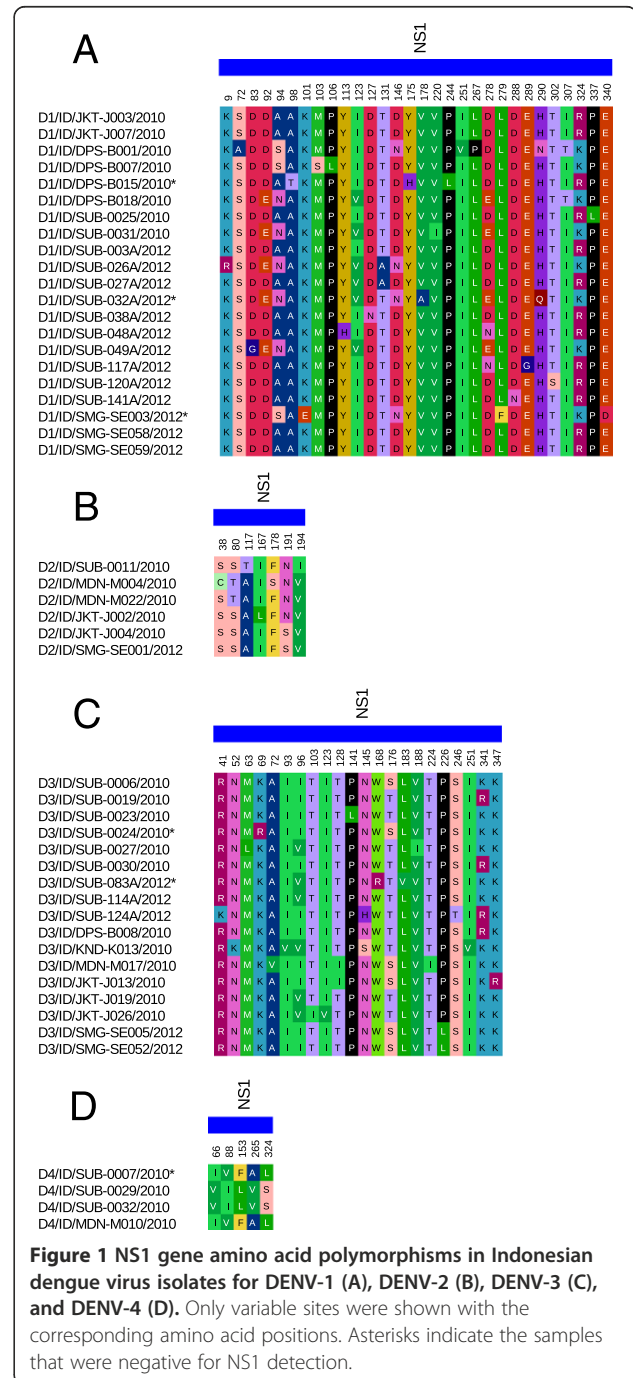 A
NS1
9 72 83 92 94 98 101 103 106 113 123 127 131 146 175 178 220 244 251 267 278 279 288 289 290 302 307 324 337 340
D1/ID/JKT-J003/2010 K S D D A A K M P Y I D T D Y V V P I L D L D E H T I R P E
D1/ID/JKT-J007/2010 K S D D A A K M P Y I D T D Y V V P I L D L D E H T I R P E
D1/ID/DPS-B001/2010 K A D D S A K M P Y I D T N Y V V P V P D L D E N T T K P E
D1/ID/DPS-B007/2010 K S D D S A K S L Y I D T D Y V V P I L D L D E H T I R P E
D1/ID/DPS-B015/2010* K S D D A T K M P Y I D T D H V V L I L D L D E H T I R P E
D1/ID/DPS-B018/2010 K S D E N A K M P Y V D T D Y V V P I L E L D E H T T K P E
D1/ID/SUB-0025/2010 K S D D A A K M P Y I D T D Y V V P I L D L D E H T I R L E
D1/ID/SUB-0031/2010 K S D E N A K M P Y V D T D Y V I P I L E L D E H T I K P E
D1/ID/SUB-003A/2012 K S D D A A K M P Y I D T D Y V V P I L D L D E H T I R P E
D1/ID/SUB-026A/2012 R S D E N A K M P Y V D A N Y V V P I L E L D E H T I K P E
D1/ID/SUB-027A/2012 K S D D A A K M P Y I D A D Y V V P I L D L D E H T I R P E
D1/ID/SUB-032A/2012* K S D E N A K M P Y V D T N Y A V P I L E L D E Q T I K P E
D1/ID/SUB-038A/2012 K S D D A A K M P Y I N T D Y V V P I L D L D E H T I R P E
D1/ID/SUB-048A/2012 K S D D A A K M P H I D T D Y V V P I L N L D E H T I R P E
D1/ID/SUB-049A/2012 K S G E N A K M P Y V D T D Y V V P I L E L D E H T I K P E
D1/ID/SUB-117A/2012 K S D D A A K M P Y I D T D Y V V P I L N L D G H T I R P E
D1/ID/SUB-120A/2012 K S D D A A K M P Y I D T D Y V V P I L D L D E H S I R P E
D1/ID/SUB-141A/2012 K S D D A A K M P Y I D T D Y V V P I L D L N E H T I R P E
D1/ID/SMG-SE003/2012* K S D D S A E M P Y I D T N Y V V P I L D F D E H T I K P D
D1/ID/SMG-SE058/2012 K S D D A A K M P Y I D T D Y V V P I L D L D E H T I R P E
D1/ID/SMG-SE059/2012 K S D D A A K M P Y I D T D Y V V P I L D L D E H T I R P E
B
NS1
38 80 117 167 178 191 194
D2/ID/SUB-0011/2010 S S T I F N I
D2/ID/MDN-M004/2010 C T A I S N V
D2/ID/MDN-M022/2010 S T A I F N V
D2/ID/JKT-J002/2010 S S A L F N V
D2/ID/JKT-J004/2010 S S A I F S V
D2/ID/SMG-SE001/2012 S S A I F S V
C
NS1
41 52 63 69 72 93 96 103 123 128 141 145 168 176 183 188 224 226 246 251 341 347
D3/ID/SUB-0006/2010 R N M K A I I T I T P N W S L V T P S I K K
D3/ID/SUB-0019/2010 R N M K A I I T I T P N W S L V T P S I R K
D3/ID/SUB-0023/2010 R N M K A I I T I T L N W S L V T P S I K K
D3/ID/SUB-0024/2010* R N M R A I I T I T P N W S L V T P S I K K
D3/ID/SUB-0027/2010 R N L K A I V T I T P N W S L I T P S I K K
D3/ID/SUB-0030/2010 R N M K A I I T I T P N W S L V T P S I R K
D3/ID/SUB-083A/2012* R N M K A I V T I T P N R T V V T P S I K K
D3/ID/SUB-114A/2012 R N M K A I V T I T P N W T L V T P S I K K
D3/ID/SUB-124A/2012 K N M K A I I T I T P H W T L V T P T I R K
D3/ID/DPS-B008/2010 R N M K A I I T I T P N W S L V T P S I R K
D3/ID/KND-K013/2010 R K M K A V V T I T P S W T L V T P S V K K
D3/ID/MDN-M017/2010 R N M K V I I T I I P N W S L V I P S I K K
D3/ID/JKT-J013/2010 R N M K A I I T I I P N W S L V T P S I K R
D3/ID/JKT-J019/2010 R N M K A I V T I T P N W T L V T P S I K K
D3/ID/JKT-J026/2010 R N M K A I V I V T P N W T L V T P S I K K
D3/ID/SMG-SE005/2012 R N M K A I I T I T P N W S L V T L S I K K
D3/ID/SMG-SE052/2012 R N M K A I I T I T P N W S L V T L S I K K
D
NS1
66 88 153 265 324
D4/ID/SUB-0007/2010* I V F A L
D4/ID/SUB-0029/2010 V I L V S
D4/ID/SUB-0032/2010 V I L V S
D4/ID/MDN-M010/2010 I V F A L
Figure 1 NS1 gene amino acid polymorphisms in Indonesian
dengue virus isolates for DENV-1 (A), DENV-2 (B), DENV-3 (C),
and DENV-4 (D). Only variable sites were shown with the
corresponding amino acid positions. Asterisks indicate the samples
that were negative for NS1 detection.